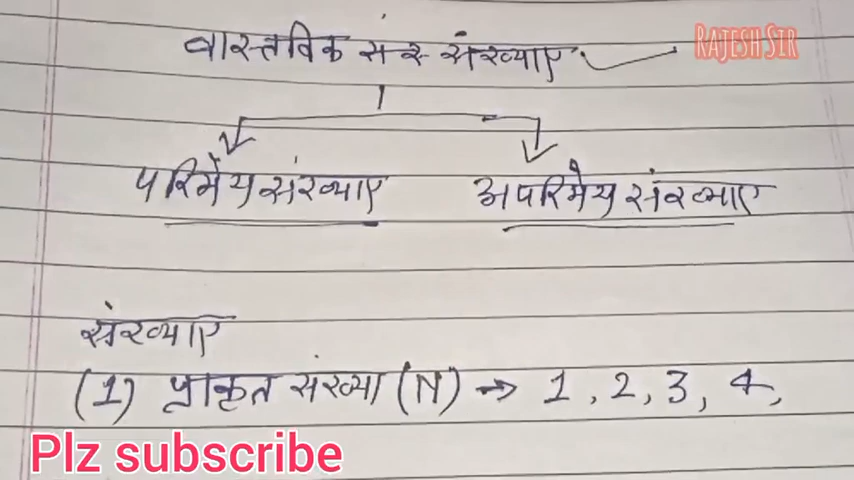 वास्तविक सं सं संख्याए
RAJESH SIR
परिमेय संख्याए अपरिमेय संख्याए
संख्याए
(1) प्राकृत संख्या (N) → 1, 2, 3, 4,
Plz subscribe